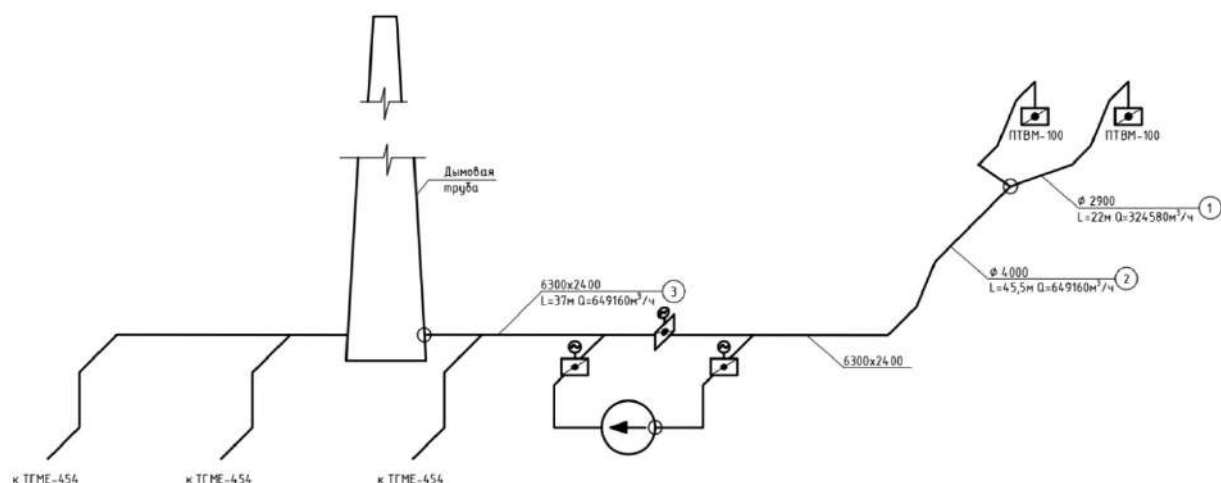 ПТВМ-100
ПТВМ-100
Дымовая
труба
ϕ 2900
L=22м Q=324580м³/ч
1
ϕ 4000
L=45,5м Q=649160м³/ч
2
6300х2400
L=37м Q=649160м³/ч
3
6300х2400
к ТГМЕ-454
к ТГМЕ-454
к ТГМЕ-454